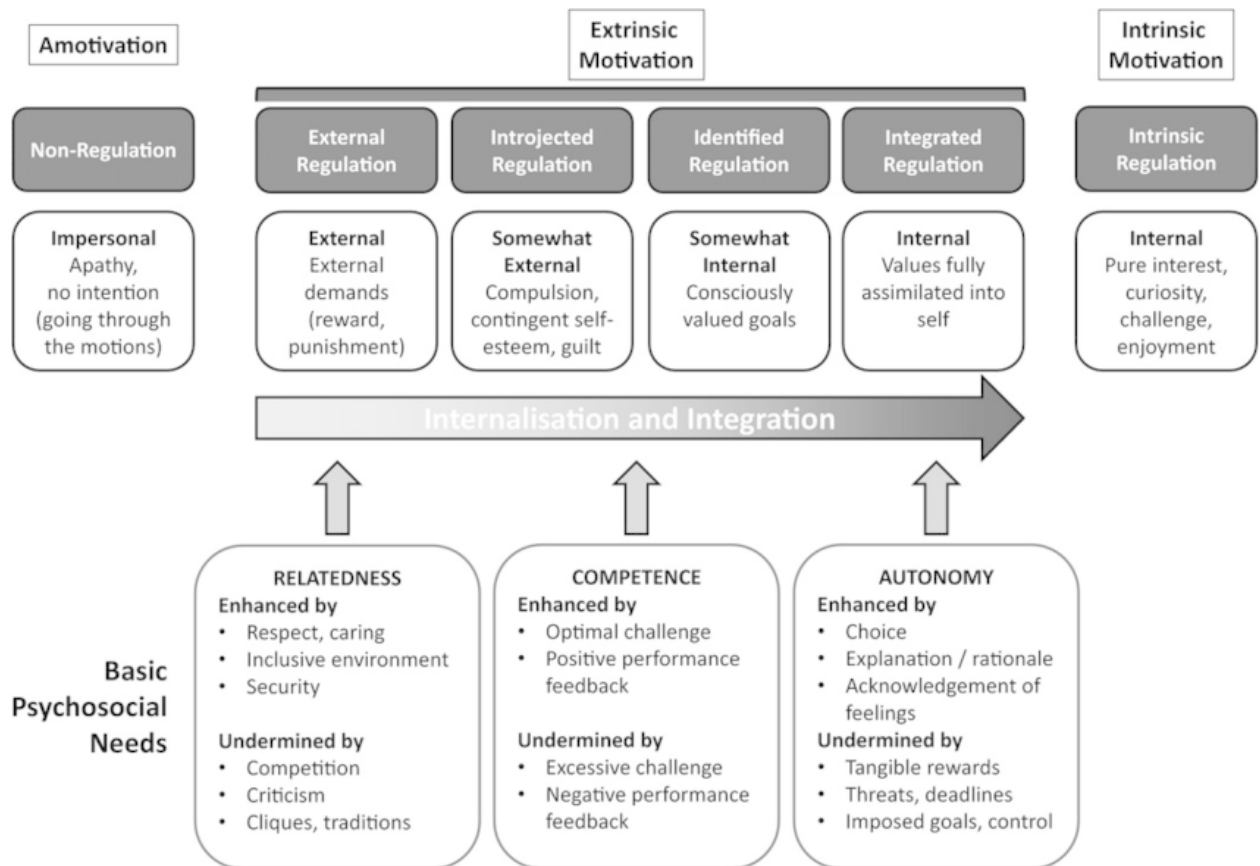 Amotivation
Extrinsic
Motivation
Intrinsic
Motivation
Non-Regulation
External
Regulation
Introjected
Regulation
Identified
Regulation
Integrated
Regulation
Intrinsic
Regulation
Impersonal
Apathy,
no intention
(going through
the motions)
External
External
demands
(reward,
punishment)
Somewhat
External
Compulsion,
contingent self-
esteem, guilt
Somewhat
Internal
Consciously
valued goals
Internal
Values fully
assimilated into
self
Internal
Pure interest,
curiosity,
challenge,
enjoyment
Internalisation and Integration
Basic
Psychosocial
Needs
RELATEDNESS
Enhanced by
• Respect, caring
• Inclusive environment
• Security
Undermined by
• Competition
• Criticism
• Cliques, traditions
COMPETENCE
Enhanced by
• Optimal challenge
• Positive performance
feedback
Undermined by
• Excessive challenge
• Negative performance
feedback
AUTONOMY
Enhanced by
• Choice
• Explanation / rationale
• Acknowledgement of
feelings
Undermined by
• Tangible rewards
• Threats, deadlines
• Imposed goals, control